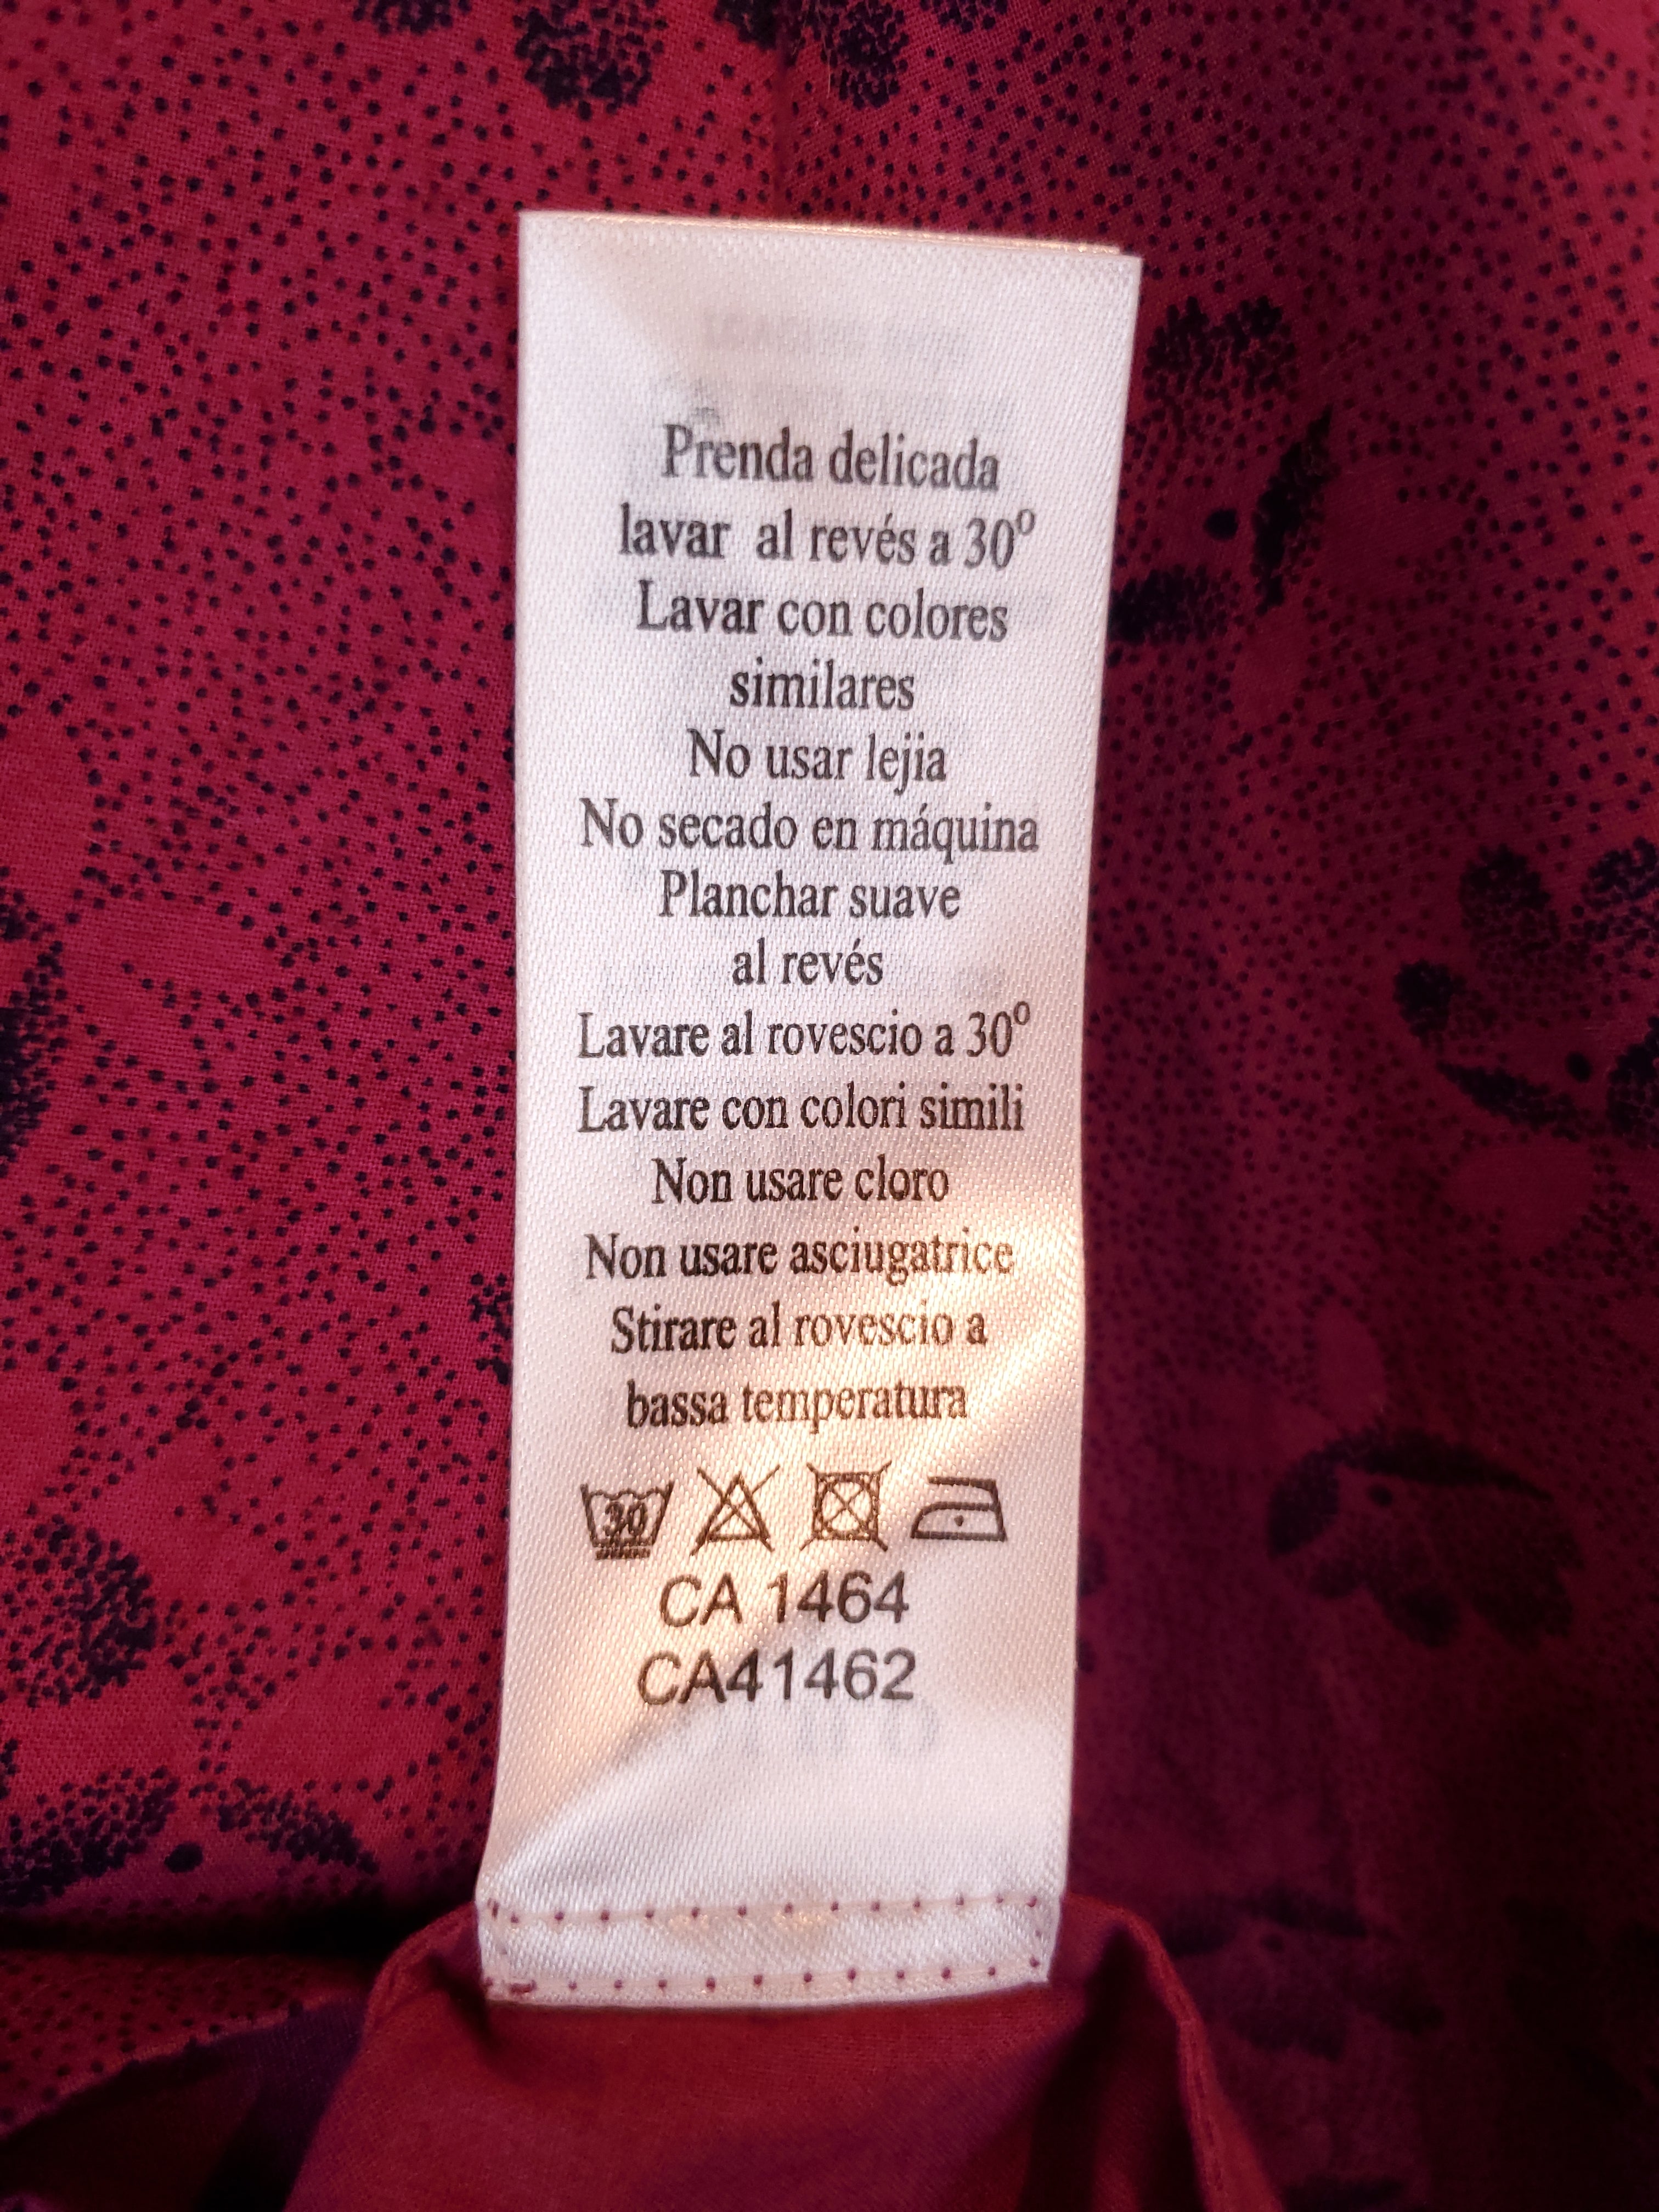 Prenda delicada
lavar al revés a 30º
Lavar con colores
similares
No usar lejia
No secado en máquina
Planchar suave
al revés
Lavare al rovescio a 30º
Lavare con colori simili
Non usare cloro
Non usare asciugatrice
Stirare al rovescio a
bassa temperatura
30
CA 1464
CA41462